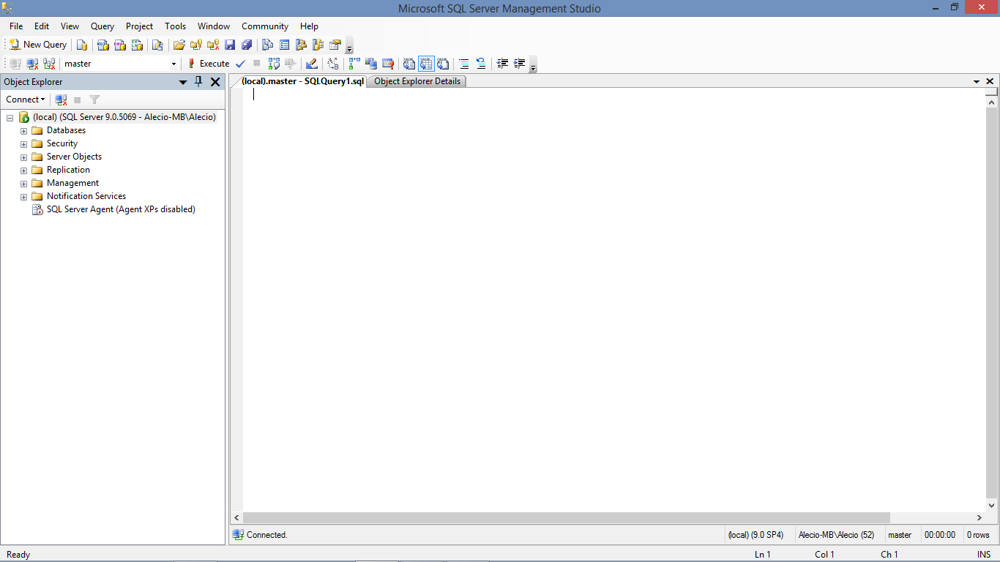 Microsoft SQL Server Management Studio
File Edit View Query Project Tools Window Community Help
New Query
master Execute
Object Explorer
(local).master - SQLQuery1.sql Object Explorer Details
Connect
(local) (SQL Server 9.0.5069 - Alecio-MB\Alecio)
Databases
Security
Server Objects
Replication
Management
Notification Services
SQL Server Agent (Agent XPs disabled)
Connected. (local) (9.0 SP4) Alecio-MB\Alecio (52) master 00:00:00 0 rows
Ready Ln 1 Col 1 Ch 1 INS